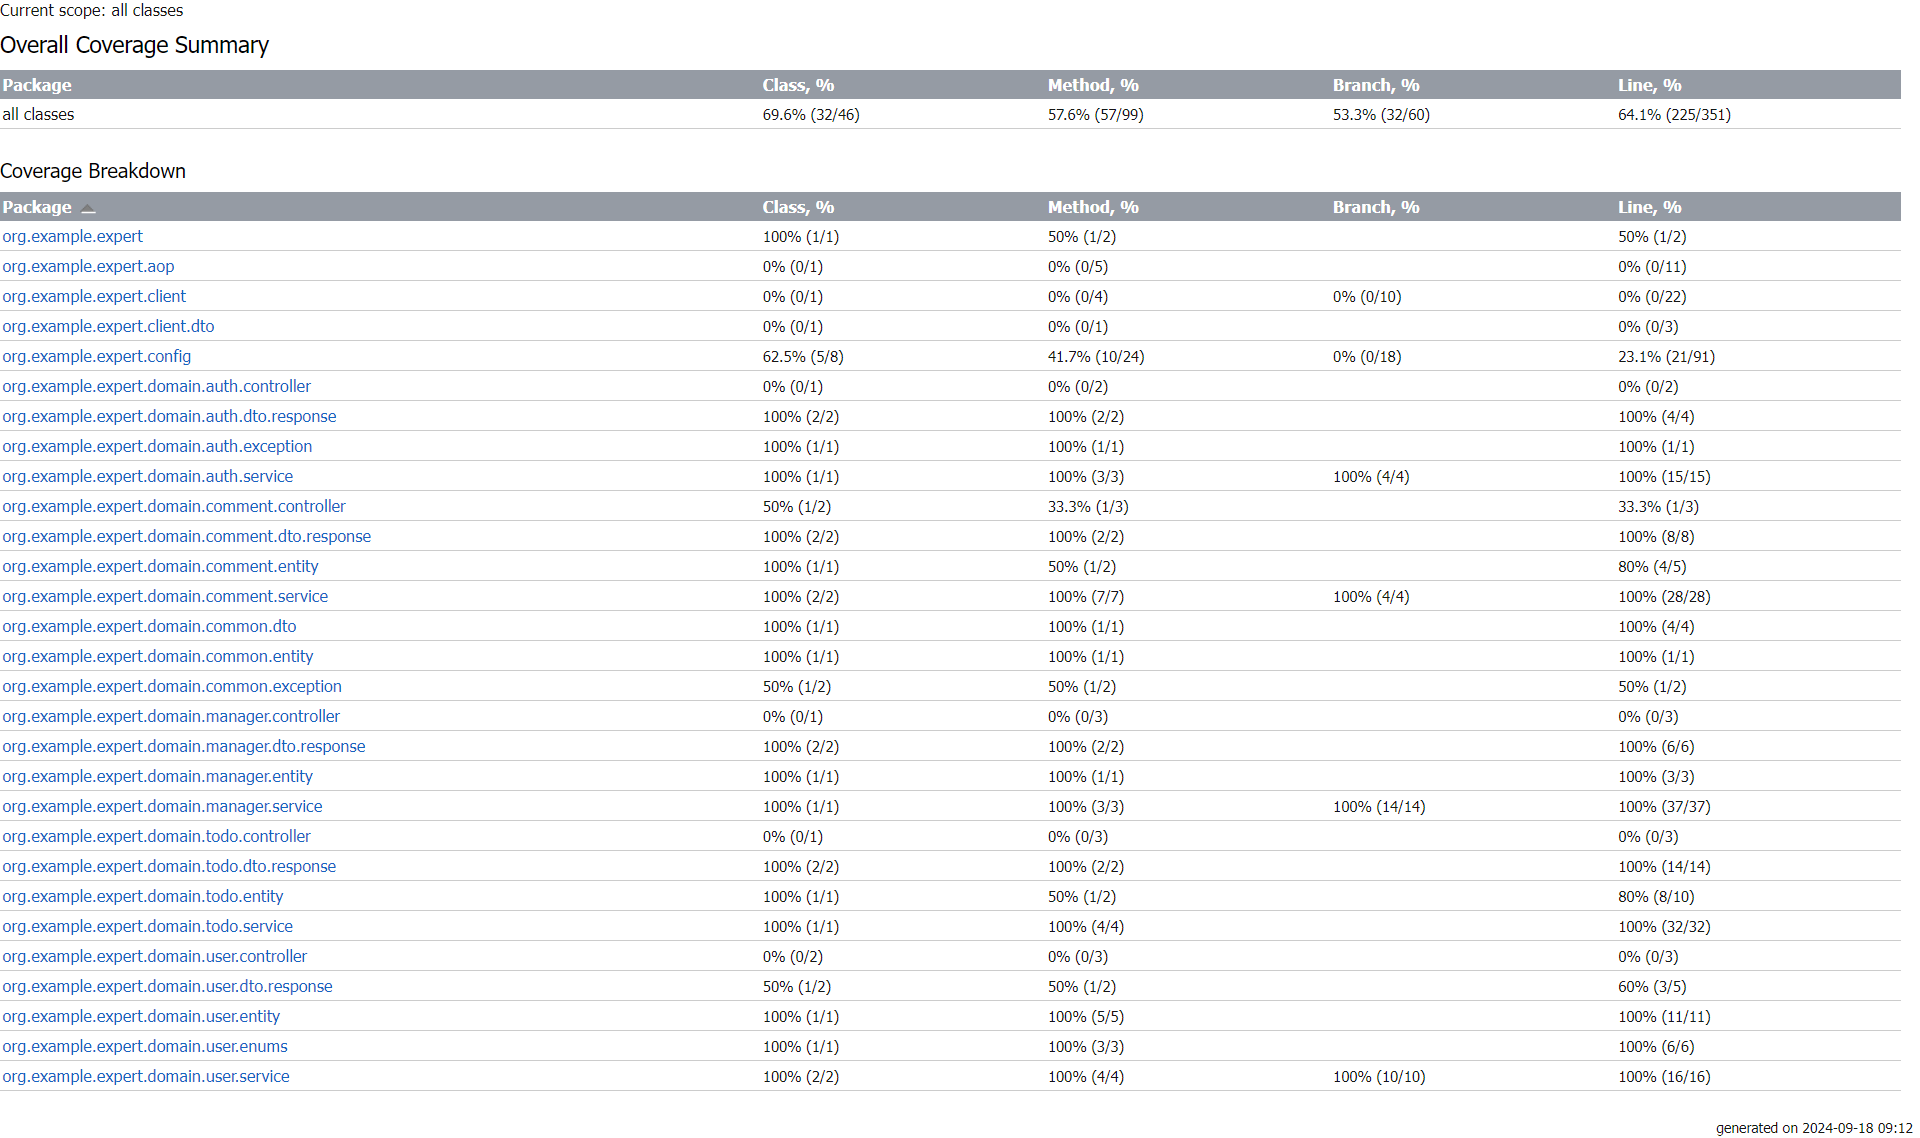 Current scope: all classes
Overall Coverage Summary
Package Class, % Method, % Branch, % Line, %
all classes 69.6% (32/46) 57.6% (57/99) 53.3% (32/60) 64.1% (225/351)
Coverage Breakdown
Package Class, % Method, % Branch, % Line, %
org.example.expert 100% (1/1) 50% (1/2) 50% (1/2)
org.example.expert.aop 0% (0/1) 0% (0/5) 0% (0/11)
org.example.expert.client 0% (0/1) 0% (0/4) 0% (0/10) 0% (0/22)
org.example.expert.client.dto 0% (0/1) 0% (0/1) 0% (0/3)
org.example.expert.config 62.5% (5/8) 41.7% (10/24) 0% (0/18) 23.1% (21/91)
org.example.expert.domain.auth.controller 0% (0/1) 0% (0/2) 0% (0/2)
org.example.expert.domain.auth.dto.response 100% (2/2) 100% (2/2) 100% (4/4)
org.example.expert.domain.auth.exception 100% (1/1) 100% (1/1) 100% (1/1)
org.example.expert.domain.auth.service 100% (1/1) 100% (3/3) 100% (4/4) 100% (15/15)
org.example.expert.domain.comment.controller 50% (1/2) 33.3% (1/3) 33.3% (1/3)
org.example.expert.domain.comment.dto.response 100% (2/2) 100% (2/2) 100% (8/8)
org.example.expert.domain.comment.entity 100% (1/1) 50% (1/2) 80% (4/5)
org.example.expert.domain.comment.service 100% (2/2) 100% (7/7) 100% (4/4) 100% (28/28)
org.example.expert.domain.common.dto 100% (1/1) 100% (1/1) 100% (4/4)
org.example.expert.domain.common.entity 100% (1/1) 100% (1/1) 100% (1/1)
org.example.expert.domain.common.exception 50% (1/2) 50% (1/2) 50% (1/2)
org.example.expert.domain.manager.controller 0% (0/1) 0% (0/3) 0% (0/3)
org.example.expert.domain.manager.dto.response 100% (2/2) 100% (2/2) 100% (6/6)
org.example.expert.domain.manager.entity 100% (1/1) 100% (1/1) 100% (3/3)
org.example.expert.domain.manager.service 100% (1/1) 100% (3/3) 100% (14/14) 100% (37/37)
org.example.expert.domain.todo.controller 0% (0/1) 0% (0/3) 0% (0/3)
org.example.expert.domain.todo.dto.response 100% (2/2) 100% (2/2) 100% (14/14)
org.example.expert.domain.todo.entity 100% (1/1) 50% (1/2) 80% (8/10)
org.example.expert.domain.todo.service 100% (1/1) 100% (4/4) 100% (32/32)
org.example.expert.domain.user.controller 0% (0/2) 0% (0/3) 0% (0/3)
org.example.expert.domain.user.dto.response 50% (1/2) 50% (1/2) 60% (3/5)
org.example.expert.domain.user.entity 100% (1/1) 100% (5/5) 100% (11/11)
org.example.expert.domain.user.enums 100% (1/1) 100% (3/3) 100% (6/6)
org.example.expert.domain.user.service 100% (2/2) 100% (4/4) 100% (10/10) 100% (16/16)
generated on 2024-09-18 09:12